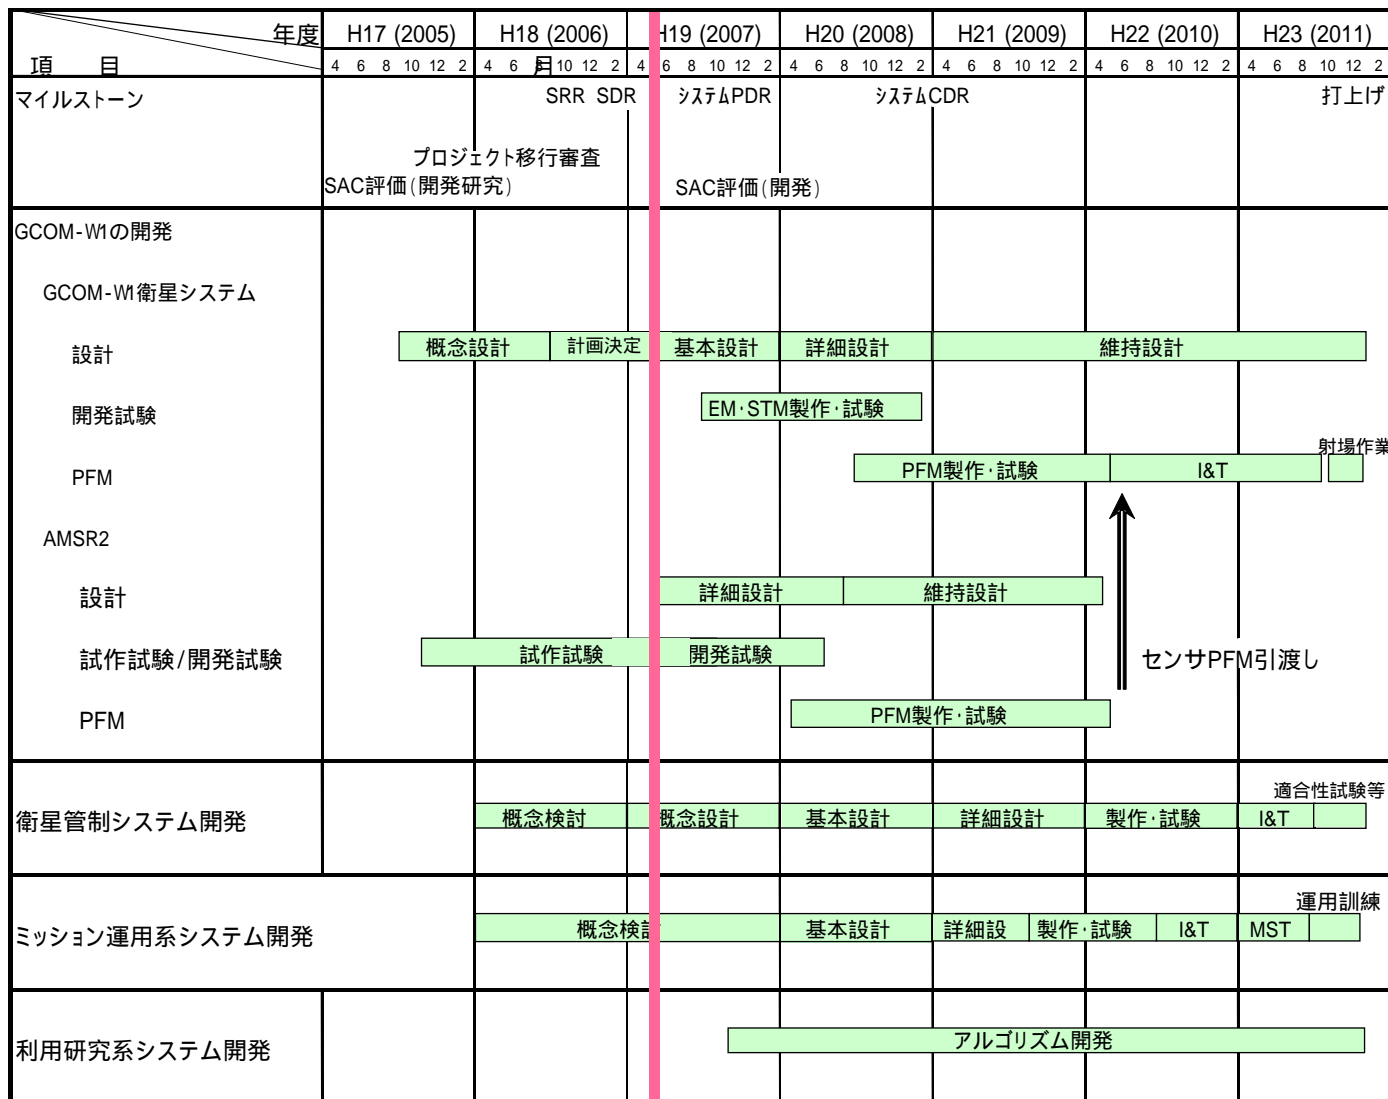 年度 H17 (2005) H18 (2006) H19 (2007) H20 (2008) H21 (2009) H22 (2010) H23 (2011)
項 目 月 4 6 8 10 12 2 4 6 8 10 12 2 4 6 8 10 12 2 4 6 8 10 12 2 4 6 8 10 12 2 4 6 8 10 12 2 4 6 8 10 12 2
マイルストーン SRR SDR システムPDR システムCDR 打上げ
プロジェクト移行審査
SAC評価(開発研究) SAC評価(開発)
GCOM-W1の開発
GCOM-W1衛星システム
設計 概念設計 計画決定 基本設計 詳細設計 維持設計
開発試験 EM・STM製作・試験
射場作業
PFM PFM製作・試験 I&T
AMSR2
設計 詳細設計 維持設計
試作試験/開発試験 試作試験 開発試験 センサPFM引渡し
PFM PFM製作・試験
適合性試験等
衛星管制システム開発 概念検討 概念設計 基本設計 詳細設計 製作・試験 I&T
運用訓練
ミッション運用系システム開発 概念検討 基本設計 詳細設 製作・試験 I&T MST
利用研究系システム開発 アルゴリズム開発